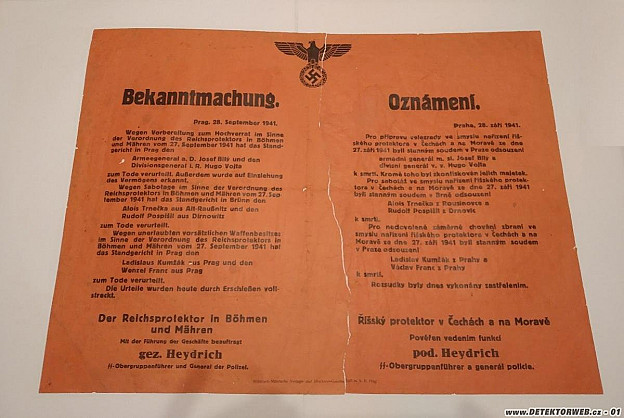 Bekanntmachung.
Prag, 28. September 1941.
Wegen Vorbereitung zum Hochverrat im Sinne
der Verordnung des Reichsprotektors in Böhmen
und Mähren vom 27. September 1941 hat das Stand-
gericht in Prag den
Armeegeneral a. D. Josef Bilý und den
Divisionsgeneral i. R. Hugo Vojta
zum Tode verurteilt. Außerdem wurde auf Einziehung
des Vermögens erkannt.
Wegen Sabotage im Sinne der Verordnung des
Reichsprotektors in Böhmen und Mähren vom 27. Sep-
tember 1941 hat das Standgericht in Brünn den
Alois Trnečka aus Alt-Raußnitz und den
Rudolf Pospišil aus Dirnowitz
zum Tode verurteilt.
Wegen unerlaubten vorsätzlichen Waffenbesitzes
im Sinne der Verordnung des Reichsprotektors in
Böhmen und Mähren vom 27. September 1941 hat
das Standgericht in Prag den
Ladislaus Kumžák aus Prag und den
Wenzel Franc aus Prag
zum Tode verurteilt.
Die Urteile wurden heute durch Erschießen voll-
streckt.
Der Reichsprotektor in Böhmen
und Mähren
Mit der Führung der Geschäfte beauftragt
gez. Heydrich
SS-Obergruppenführer und General der Polizei.
Oznámení.
Praha, 28. září 1941.
Pro přípravu velezrady ve smyslu nařízení říš-
ského protektora v Čechách a na Moravě ze dne
27. září 1941 byli stanným soudem v Praze odsouzeni
armádní generál m. sl. Josef Bílý a
divisní generál v. v. Hugo Vojta
k smrti. Kromě toho byl skonfiskován jejich majetek.
Pro sabotáž ve smyslu nařízení říšského protek-
tora v Čechách a na Moravě ze dne 27. září 1941
byli stanným soudem v Brně odsouzeni
Alois Trnečka z Rousínovce a
Rudolf Pospíšil z Drnovic
k smrti.
Pro nedovolené záměrné chování zbraní ve
smyslu nařízení říšského protektora v Čechách a na
Moravě ze dne 27. září 1941 byli stanným soudem
v Praze odsouzeni
Ladislav Kumžák z Prahy a
Václav Franc z Prahy
k smrti.
Rozsudky byly dnes vykonány zastřelením.
Říšský protektor v Čechách a na Moravě
Pověřen vedením funkcí
pod. Heydrich
SS-Obergruppenführer a generál policie.
© www.DETEKTORWEB.cz - 01